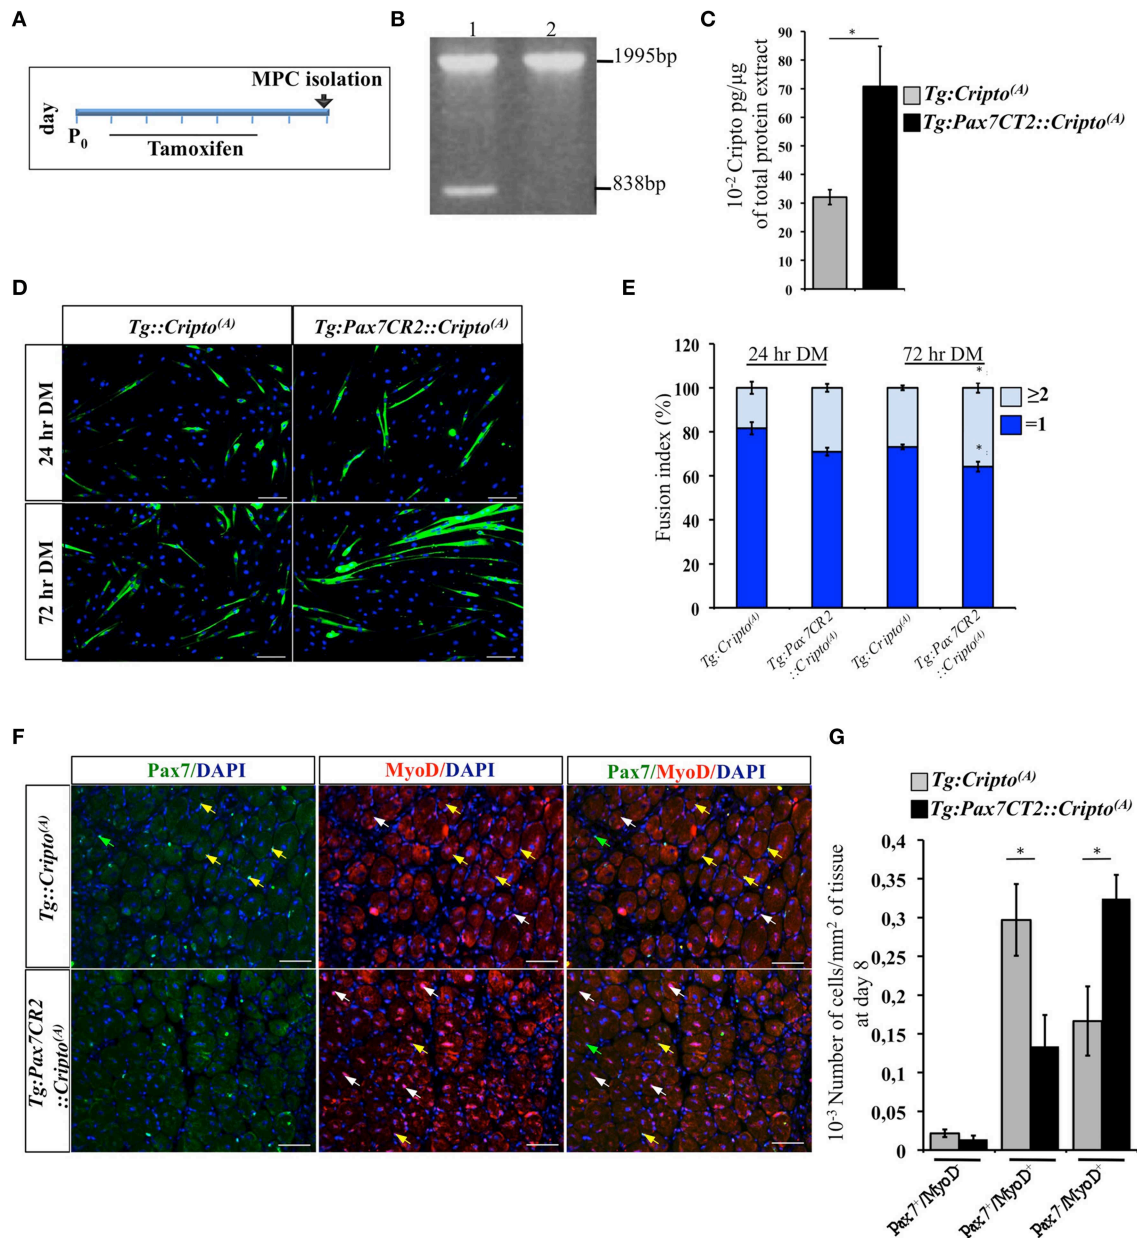 A
MPC isolation
day
P0
Tamoxifen
B
1 2
1995bp
838bp
C
10-2 Cripto pg/µg
of total protein extract
90
80
70
60
50
40
30
20
10
0
*
Tg:Cripto(A)
Tg:Pax7CT2::Cripto(A)
D
Tg::Cripto(A) Tg:Pax7CR2::Cripto(A)
24 hr DM
72 hr DM
E
Fusion index (%)
120
100
80
60
40
20
0
24 hr DM 72 hr DM
*
*
≥2
=1
Tg:Cripto(A)
Tg:Pax7CR2
::Cripto(A)
Tg:Cripto(A)
Tg:Pax7CR2
::Cripto(A)
F
Pax7/DAPI MyoD/DAPI Pax7/MyoD/DAPI
Tg::Cripto(A)
Tg:Pax7CR2
::Cripto(A)
G
Tg:Cripto(A)
Tg:Pax7CT2::Cripto(A)
10-3 Number of cells/mm2 of tissue
at day 8
0,4
0,35
0,3
0,25
0,2
0,15
0,1
0,05
0
* *
Pax7+/MyoD-
Pax7+/MyoD+
Pax7-/MyoD+